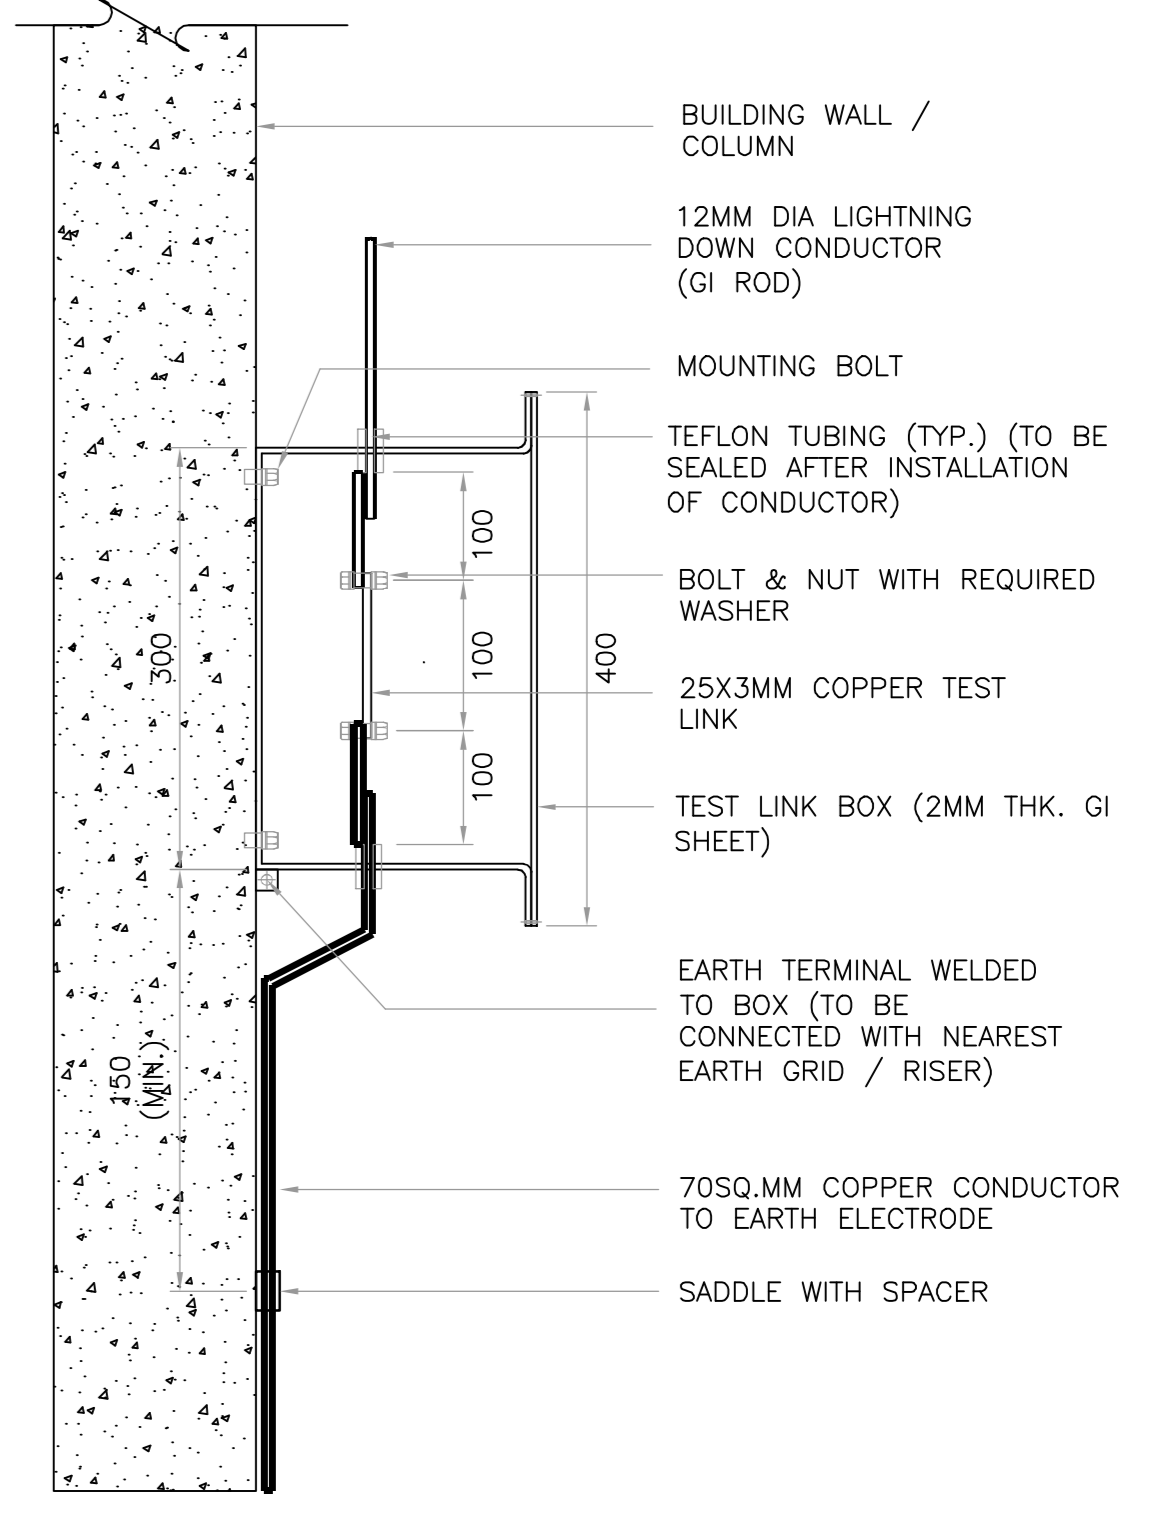 BUILDING WALL /
COLUMN
12MM DIA LIGHTNING
DOWN CONDUCTOR
(GI ROD)
MOUNTING BOLT
TEFLON TUBING (TYP.) (TO BE
SEALED AFTER INSTALLATION
OF CONDUCTOR)
100
BOLT & NUT WITH REQUIRED
WASHER
300
100
400
25X3MM COPPER TEST
LINK
100
TEST LINK BOX (2MM THK. GI
SHEET)
EARTH TERMINAL WELDED
TO BOX (TO BE
CONNECTED WITH NEAREST
EARTH GRID / RISER)
150
(MIN.)
70SQ.MM COPPER CONDUCTOR
TO EARTH ELECTRODE
SADDLE WITH SPACER